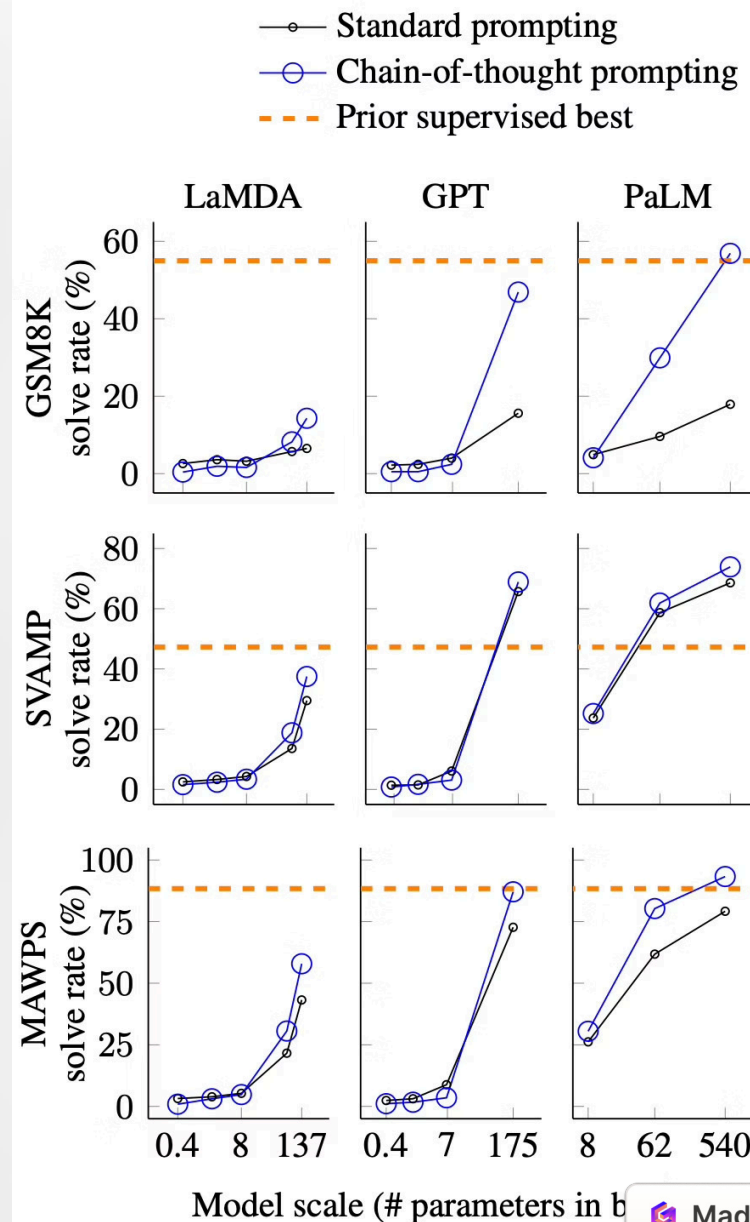 Standard prompting
Chain-of-thought prompting
Prior supervised best
LaMDA GPT PaLM
GSM8K
solve rate (%)
60
40
20
0
SVAMP
solve rate (%)
80
60
40
20
0
MAWPS
solve rate (%)
100
75
50
25
0
0.4 8 137 0.4 7 175 8 62 540
Model scale (# parameters in b
Mad